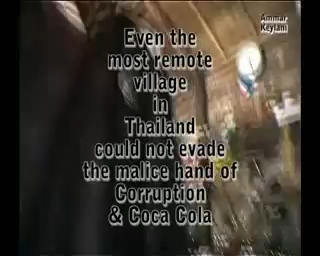 Ammar
Keylani
Even the
most remote
village
in
Thailand
could not evade
the malice hand of
Corruption
& Coca Cola